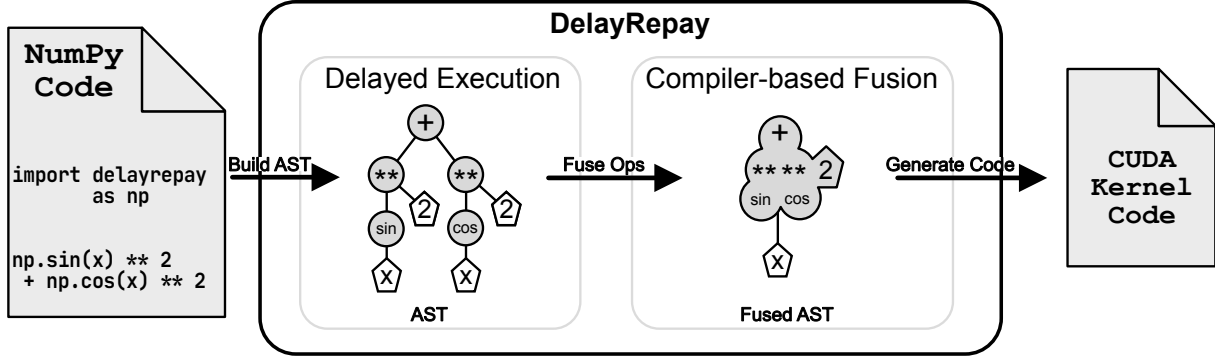 DelayRepay
NumPy
Code
import delayrepay
as np
np.sin(x) ** 2
+ np.cos(x) ** 2
Build AST
Delayed Execution
+
** **
2 2
sin cos
x x
AST
Fuse Ops
Compiler-based Fusion
+
** ** 2
sin cos
x
Fused AST
Generate Code
CUDA
Kernel
Code